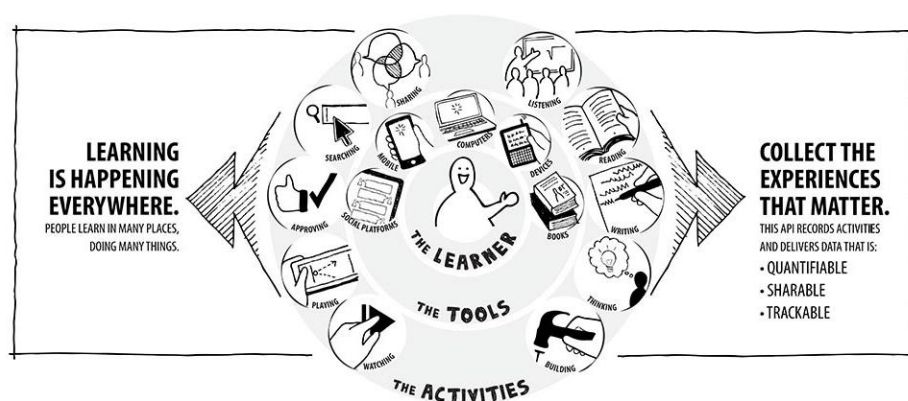 LEARNING
IS HAPPENING
EVERYWHERE.
PEOPLE LEARN IN MANY PLACES,
DOING MANY THINGS.
SHARING
LISTENING
SEARCHING
MOBILE
COMPUTERS
DEVICES
READING
APPROVING
SOCIAL PLATFORMS
BOOKS
WRITING
THE LEARNER
PLAYING
THINKING
THE TOOLS
WATCHING
BUILDING
THE ACTIVITIES
COLLECT THE
EXPERIENCES
THAT MATTER.
THIS API RECORDS ACTIVITIES
AND DELIVERS DATA THAT IS:
• QUANTIFIABLE
• SHARABLE
• TRACKABLE